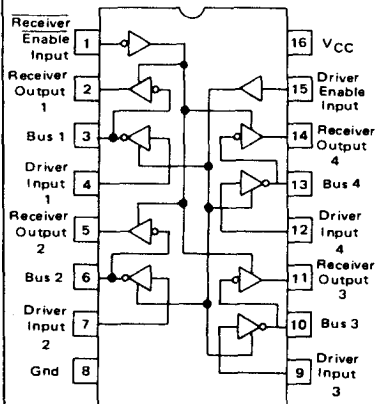 Receiver
Enable
Input
1
Receiver
Output
1
2
Bus 1
3
Driver
Input
1
4
Receiver
Output
2
5
Bus 2
6
Driver
Input
2
7
Gnd
8
16
VCC
15
Driver
Enable
Input
14
Receiver
Output
4
13
Bus 4
12
Driver
Input
4
11
Receiver
Output
3
10
Bus 3
9
Driver
Input
3